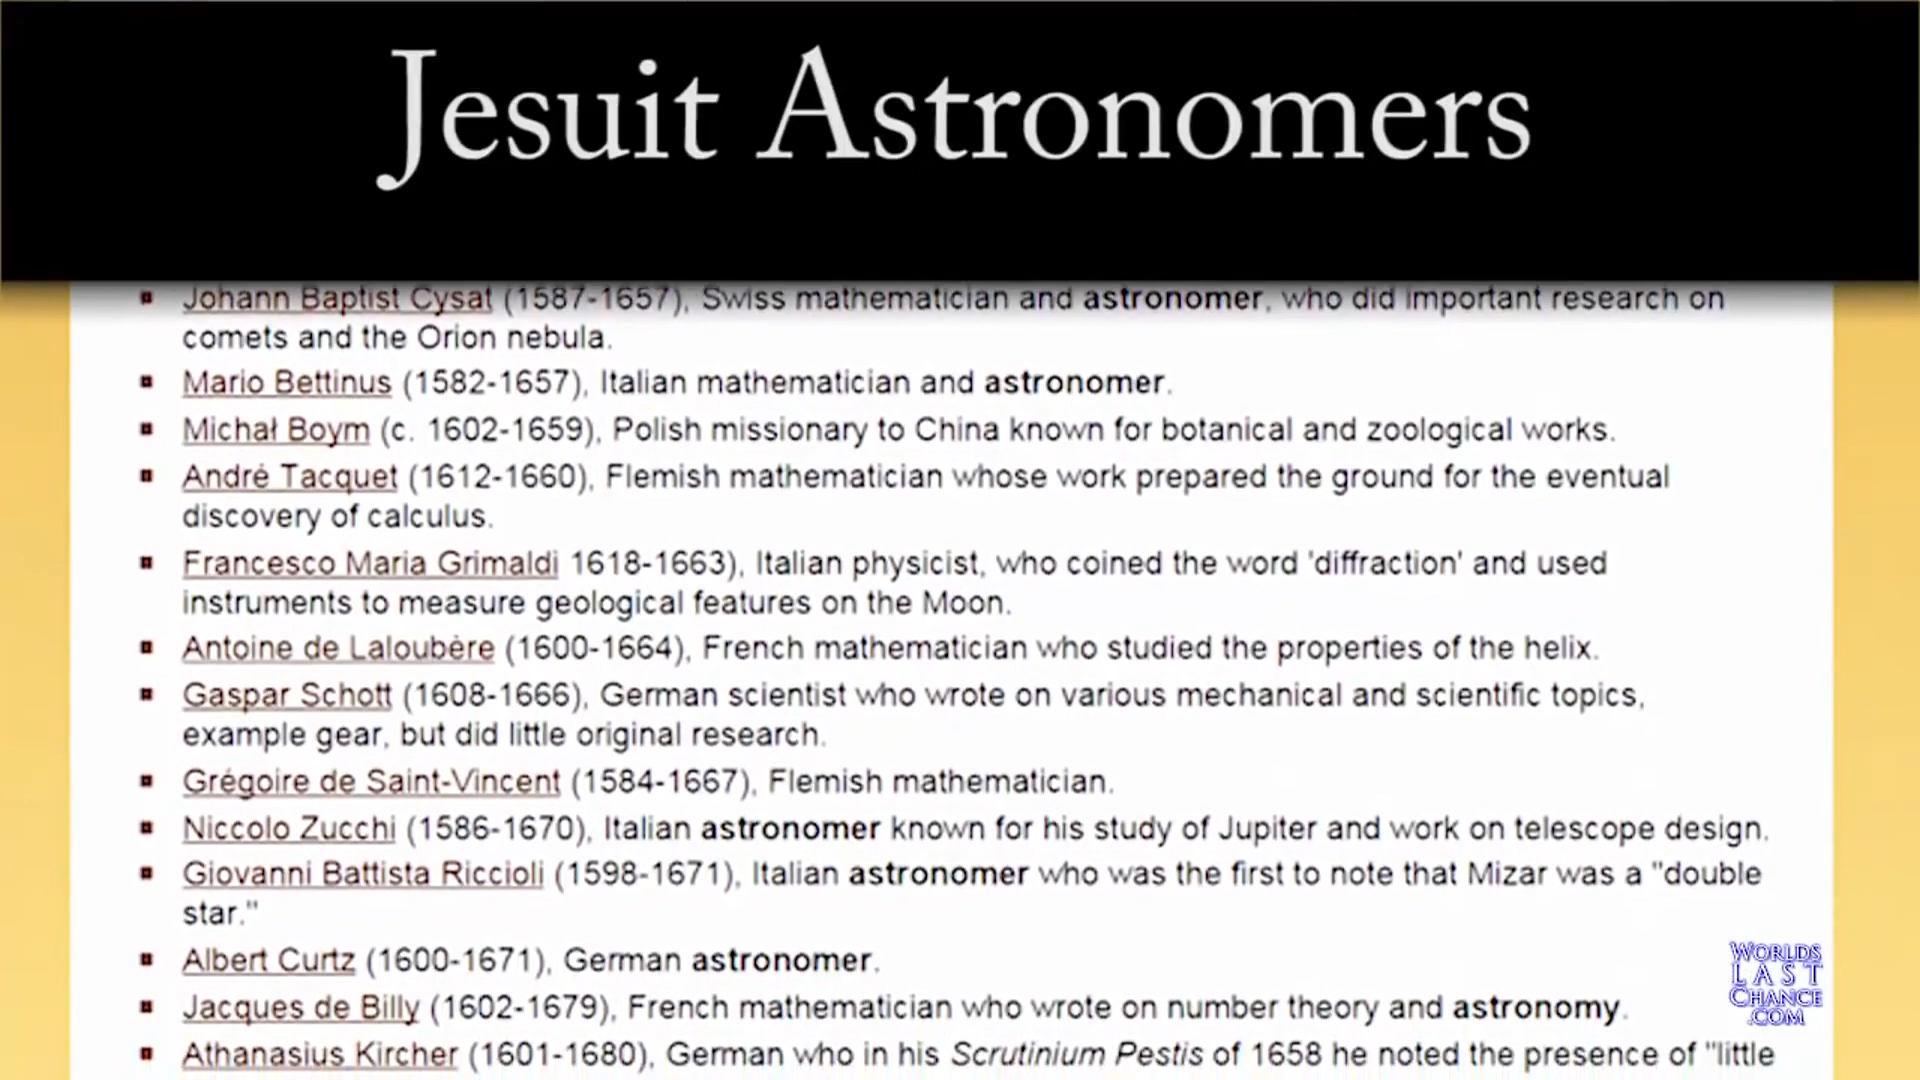 Jesuit Astronomers
Johann Baptist Cysat (1587-1657), Swiss mathematician and astronomer, who did important research on
comets and the Orion nebula.
Mario Bettinus (1582-1657), Italian mathematician and astronomer.
Michał Boym (c. 1602-1659), Polish missionary to China known for botanical and zoological works.
André Tacquet (1612-1660), Flemish mathematician whose work prepared the ground for the eventual
discovery of calculus.
Francesco Maria Grimaldi 1618-1663), Italian physicist, who coined the word 'diffraction' and used
instruments to measure geological features on the Moon.
Antoine de Laloubère (1600-1664), French mathematician who studied the properties of the helix.
Gaspar Schott (1608-1666), German scientist who wrote on various mechanical and scientific topics,
example gear, but did little original research.
Grégoire de Saint-Vincent (1584-1667), Flemish mathematician.
Niccolo Zucchi (1586-1670), Italian astronomer known for his study of Jupiter and work on telescope design.
Giovanni Battista Riccioli (1598-1671), Italian astronomer who was the first to note that Mizar was a "double
star."
Albert Curtz (1600-1671), German astronomer.
Jacques de Billy (1602-1679), French mathematician who wrote on number theory and astronomy.
Athanasius Kircher (1601-1680), German who in his Scrutinium Pestis of 1658 he noted the presence of "little
WORLDS
LAST
CHANCE
.COM